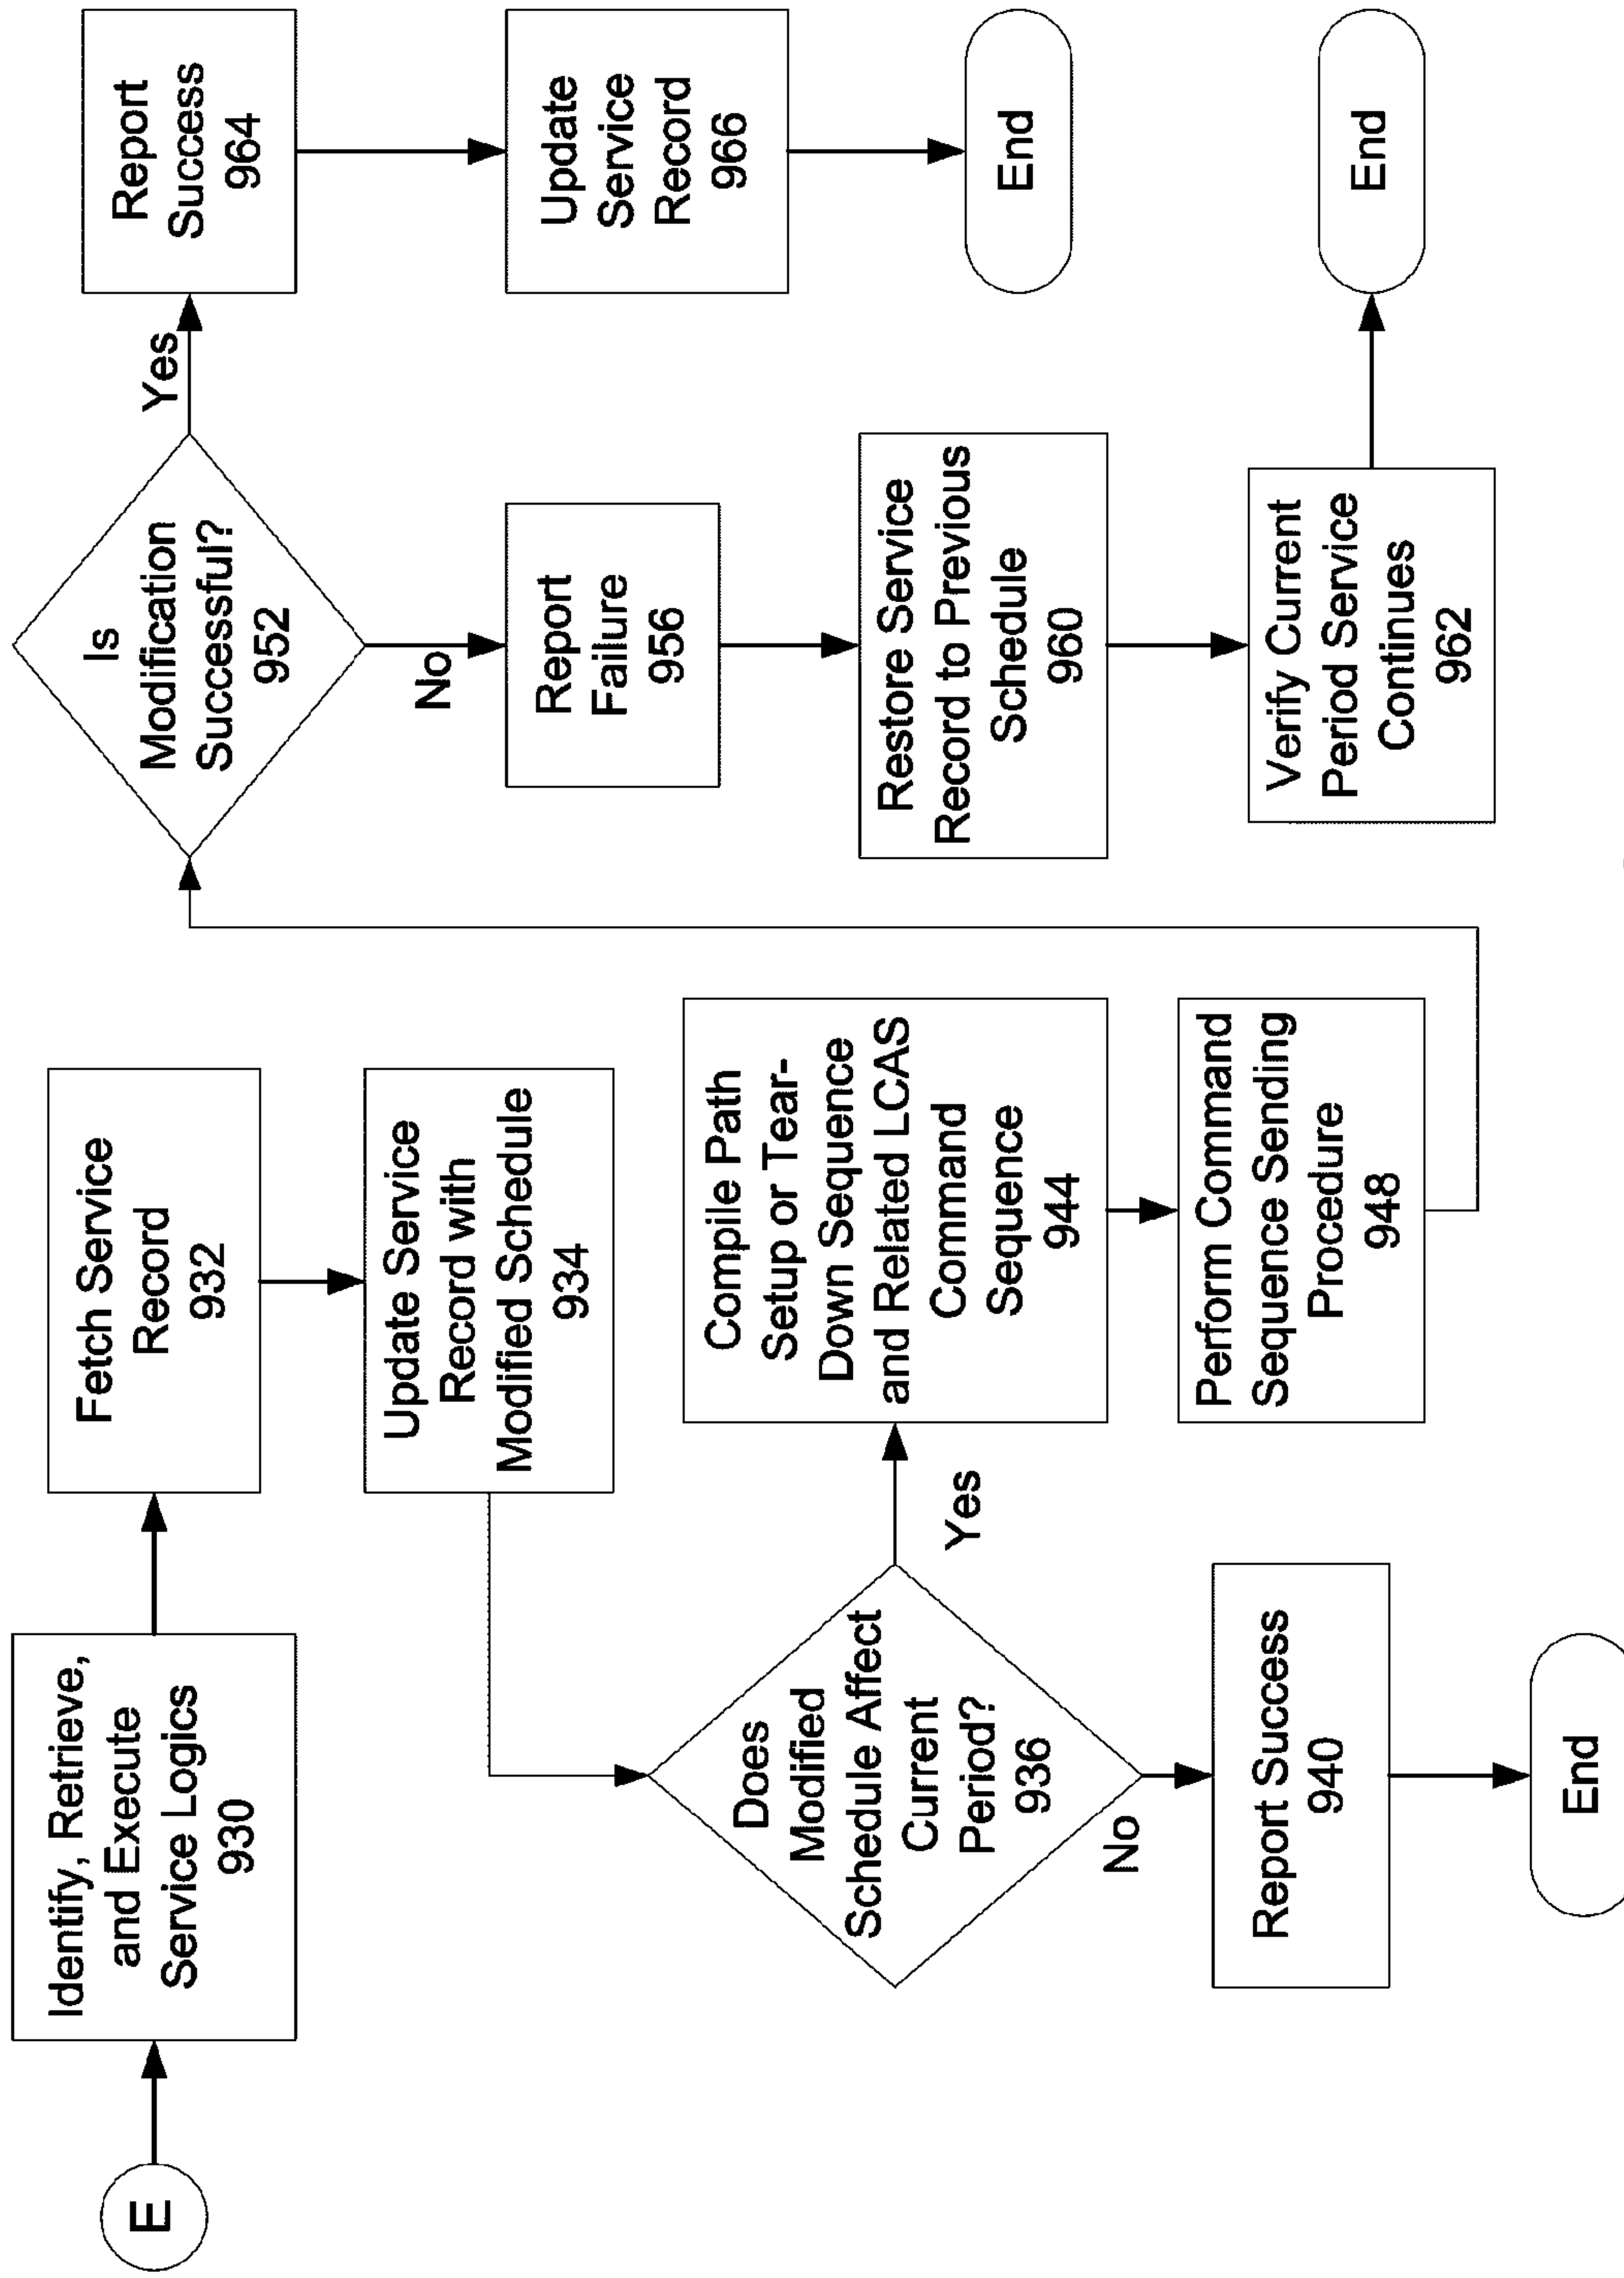 E
Identify, Retrieve,
and Execute
Service Logics
930
Fetch Service
Record
932
Update Service
Record with
Modified Schedule
934
Does
Modified
Schedule Affect
Current
Period?
936
No
Report Success
940
End
Yes
Compile Path
Setup or Tear-
Down Sequence
and Related LCAS
Command
Sequence
944
Perform Command
Sequence Sending
Procedure
948
Is
Modification
Successful?
952
No
Report
Failure
956
Restore Service
Record to Previous
Schedule
960
Verify Current
Period Service
Continues
962
End
Yes
Report
Success
964
Update
Service
Record
966
End